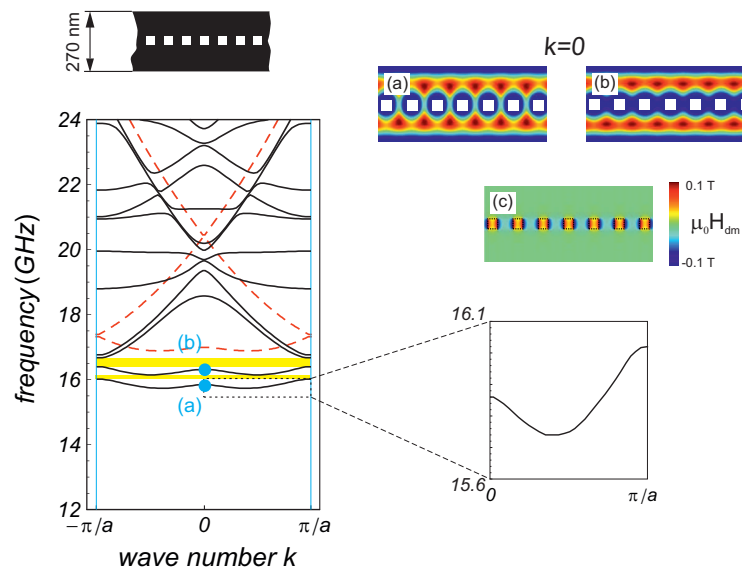 270 nm
k=0
(a)
(b)
(c)
0.1 T
μ₀H_dm
-0.1 T
frequency (GHz)
24
22
20
18
16
14
12
(b)
(a)
-π/a
0
π/a
wave number k
16.1
15.6
0
π/a